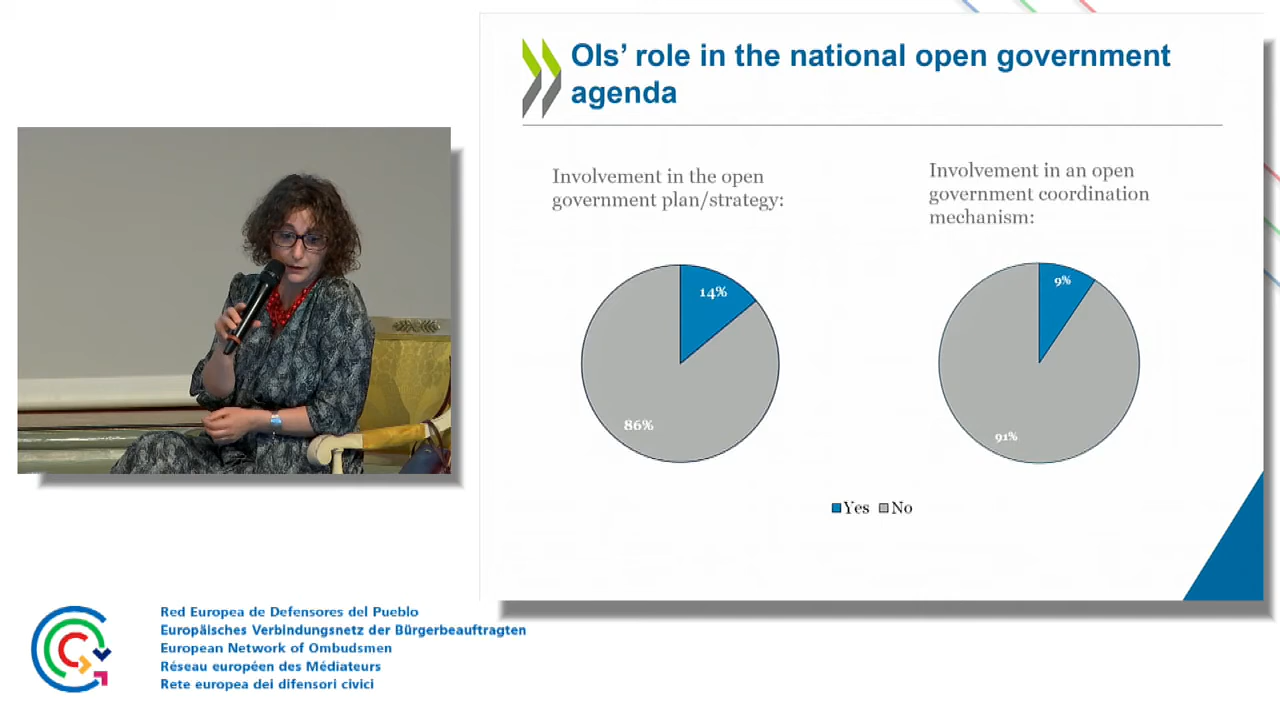 OIs' role in the national open government
agenda
Involvement in the open
government plan/strategy:
Involvement in an open
government coordination
mechanism:
14%
86%
9%
91%
Yes No
Red Europea de Defensores del Pueblo
Europäisches Verbindungsnetz der Bürgerbeauftragten
European Network of Ombudsmen
Réseau européen des Médiateurs
Rete europea dei difensori civici